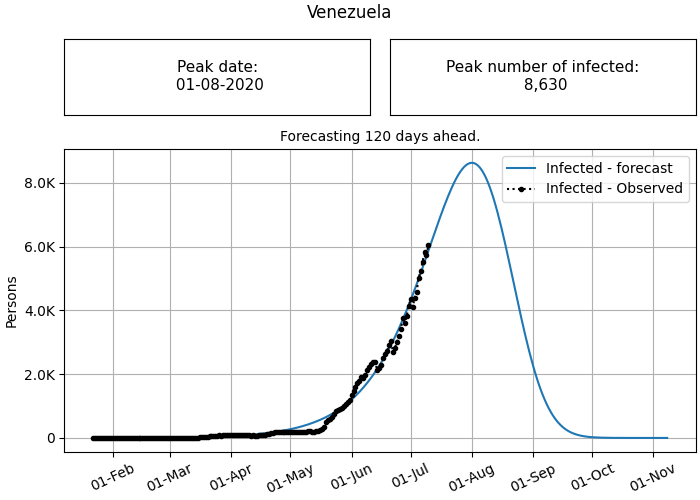 Venezuela
Peak date:
01-08-2020
Peak number of infected:
8,630
Forecasting 120 days ahead.
Infected - forecast
Infected - Observed
8.0K
6.0K
4.0K
2.0K
0
Persons
01-Feb
01-Mar
01-Apr
01-May
01-Jun
01-Jul
01-Aug
01-Sep
01-Oct
01-Nov